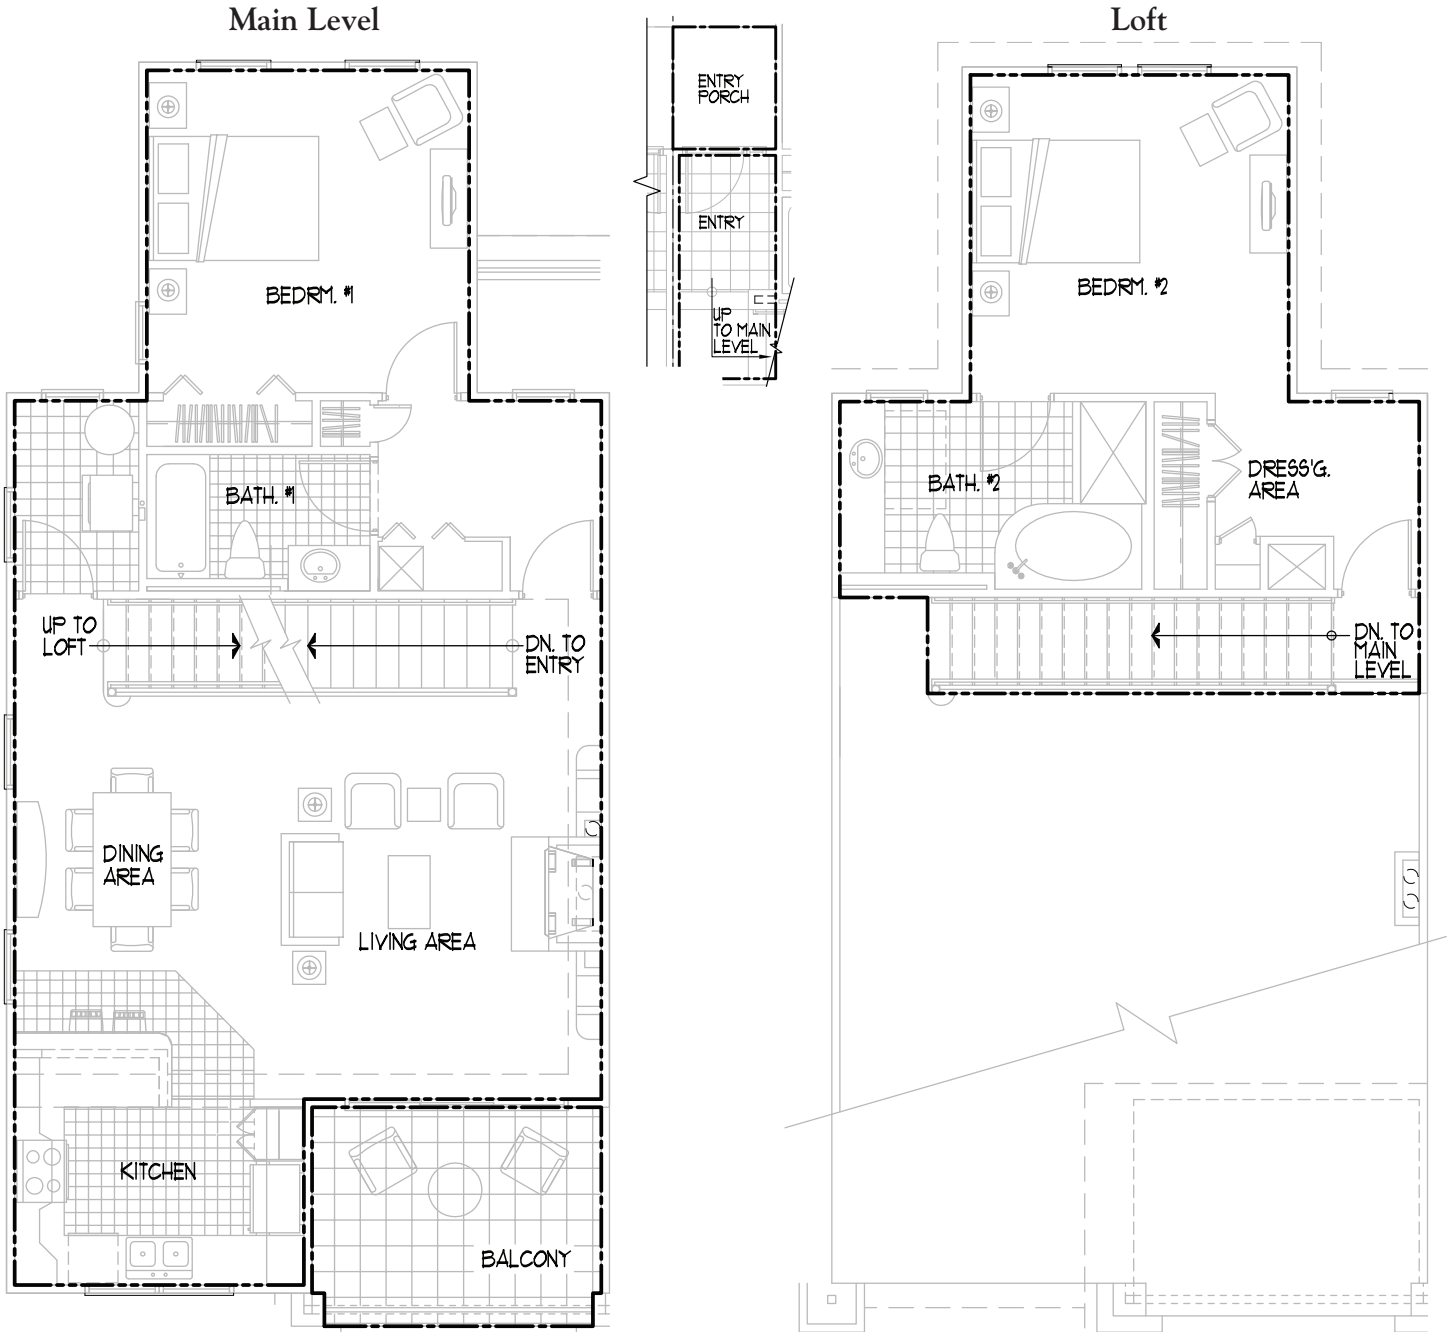 Main Level
Loft
ENTRY
PORCH
ENTRY
UP
TO MAIN
LEVEL
BEDRM. #1
BATH. #1
UP TO
LOFT
DN. TO
ENTRY
DINING
AREA
LIVING AREA
KITCHEN
BALCONY
BEDRM. #2
BATH. #2
DRESS'G.
AREA
DN. TO
MAIN
LEVEL